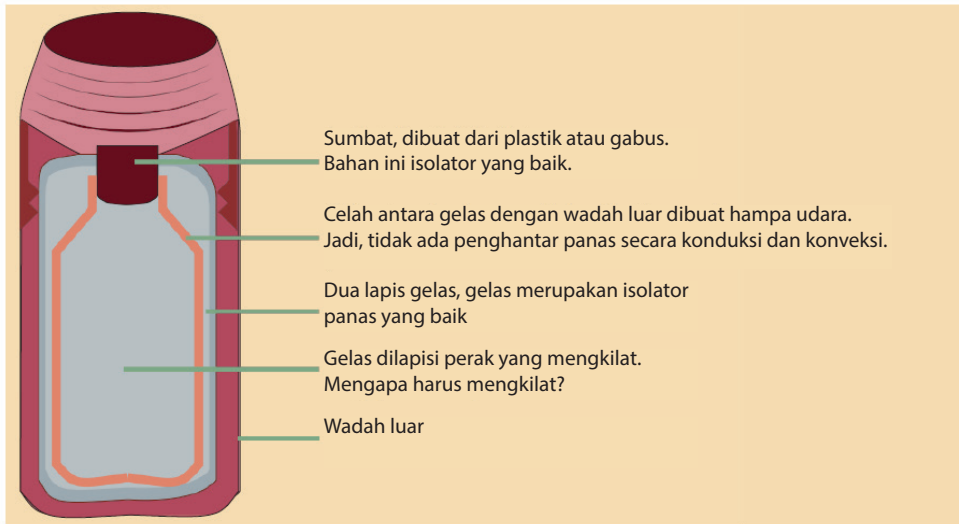 Sumbat, dibuat dari plastik atau gabus.
Bahan ini isolator yang baik.
Celah antara gelas dengan wadah luar dibuat hampa udara.
Jadi, tidak ada penghantar panas secara konduksi dan konveksi.
Dua lapis gelas, gelas merupakan isolator
panas yang baik
Gelas dilapisi perak yang mengkilat.
Mengapa harus mengkilat?
Wadah luar